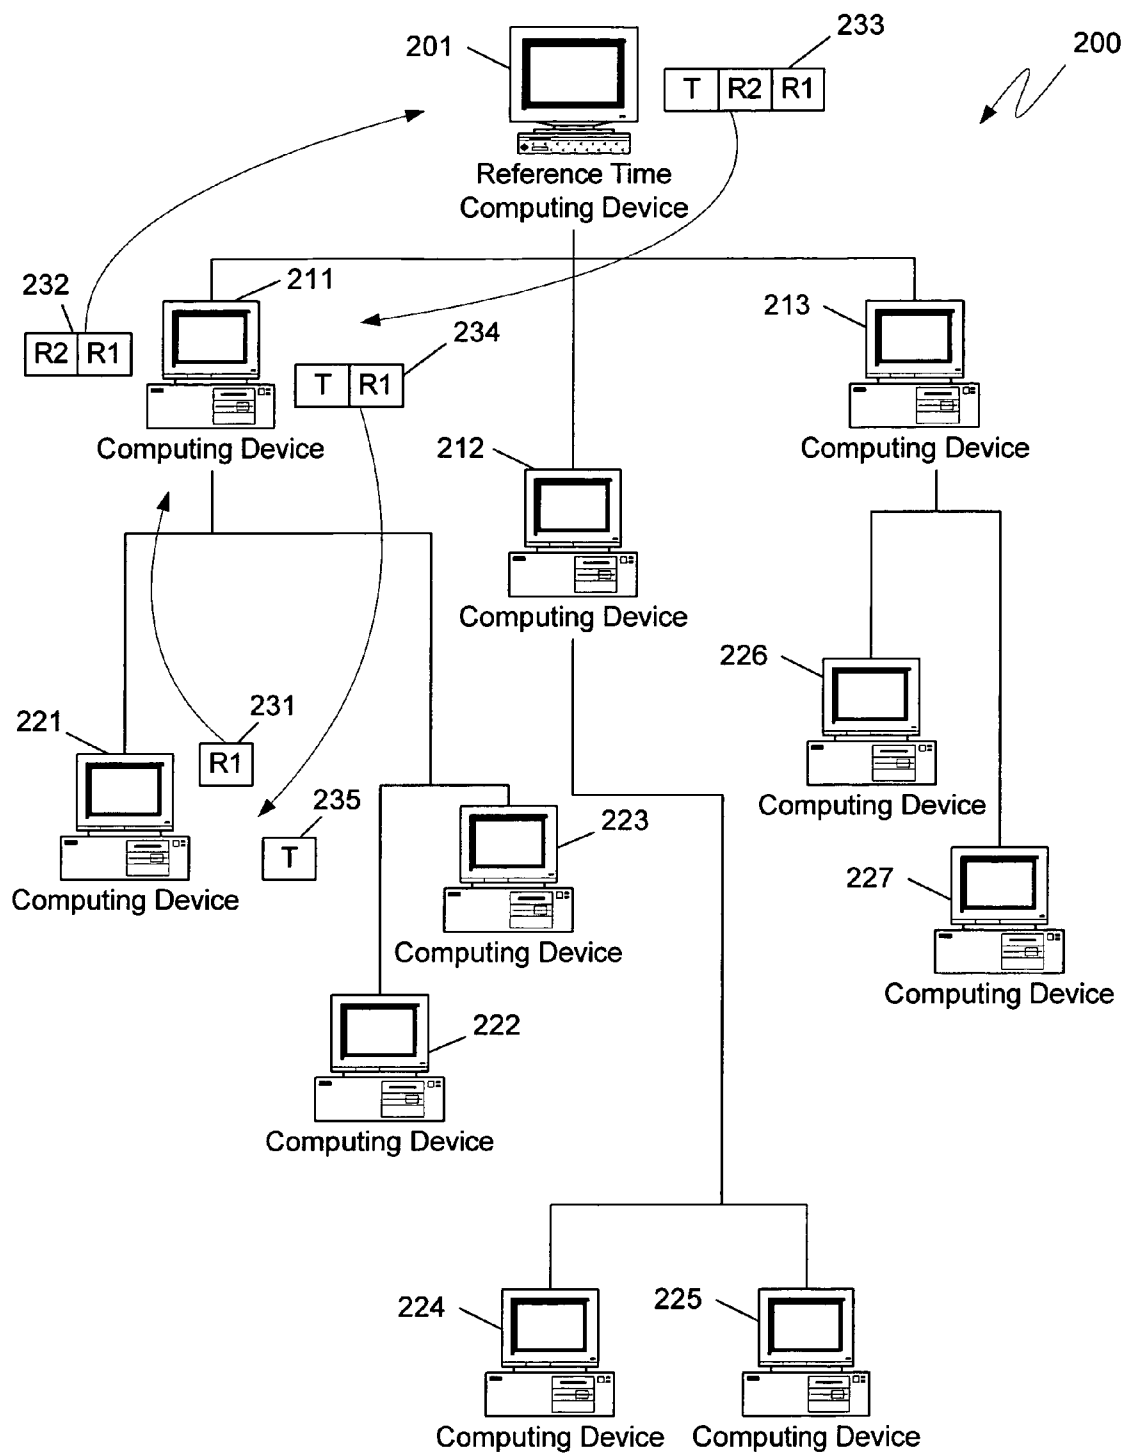 201
233
200
T R2 R1
Reference Time
Computing Device
232
211
213
R2 R1
234
T R1
Computing Device
212
Computing Device
Computing Device
226
221
231
R1
235
223
Computing Device
T
227
Computing Device
Computing Device
Computing Device
222
Computing Device
224
225
Computing Device
Computing Device